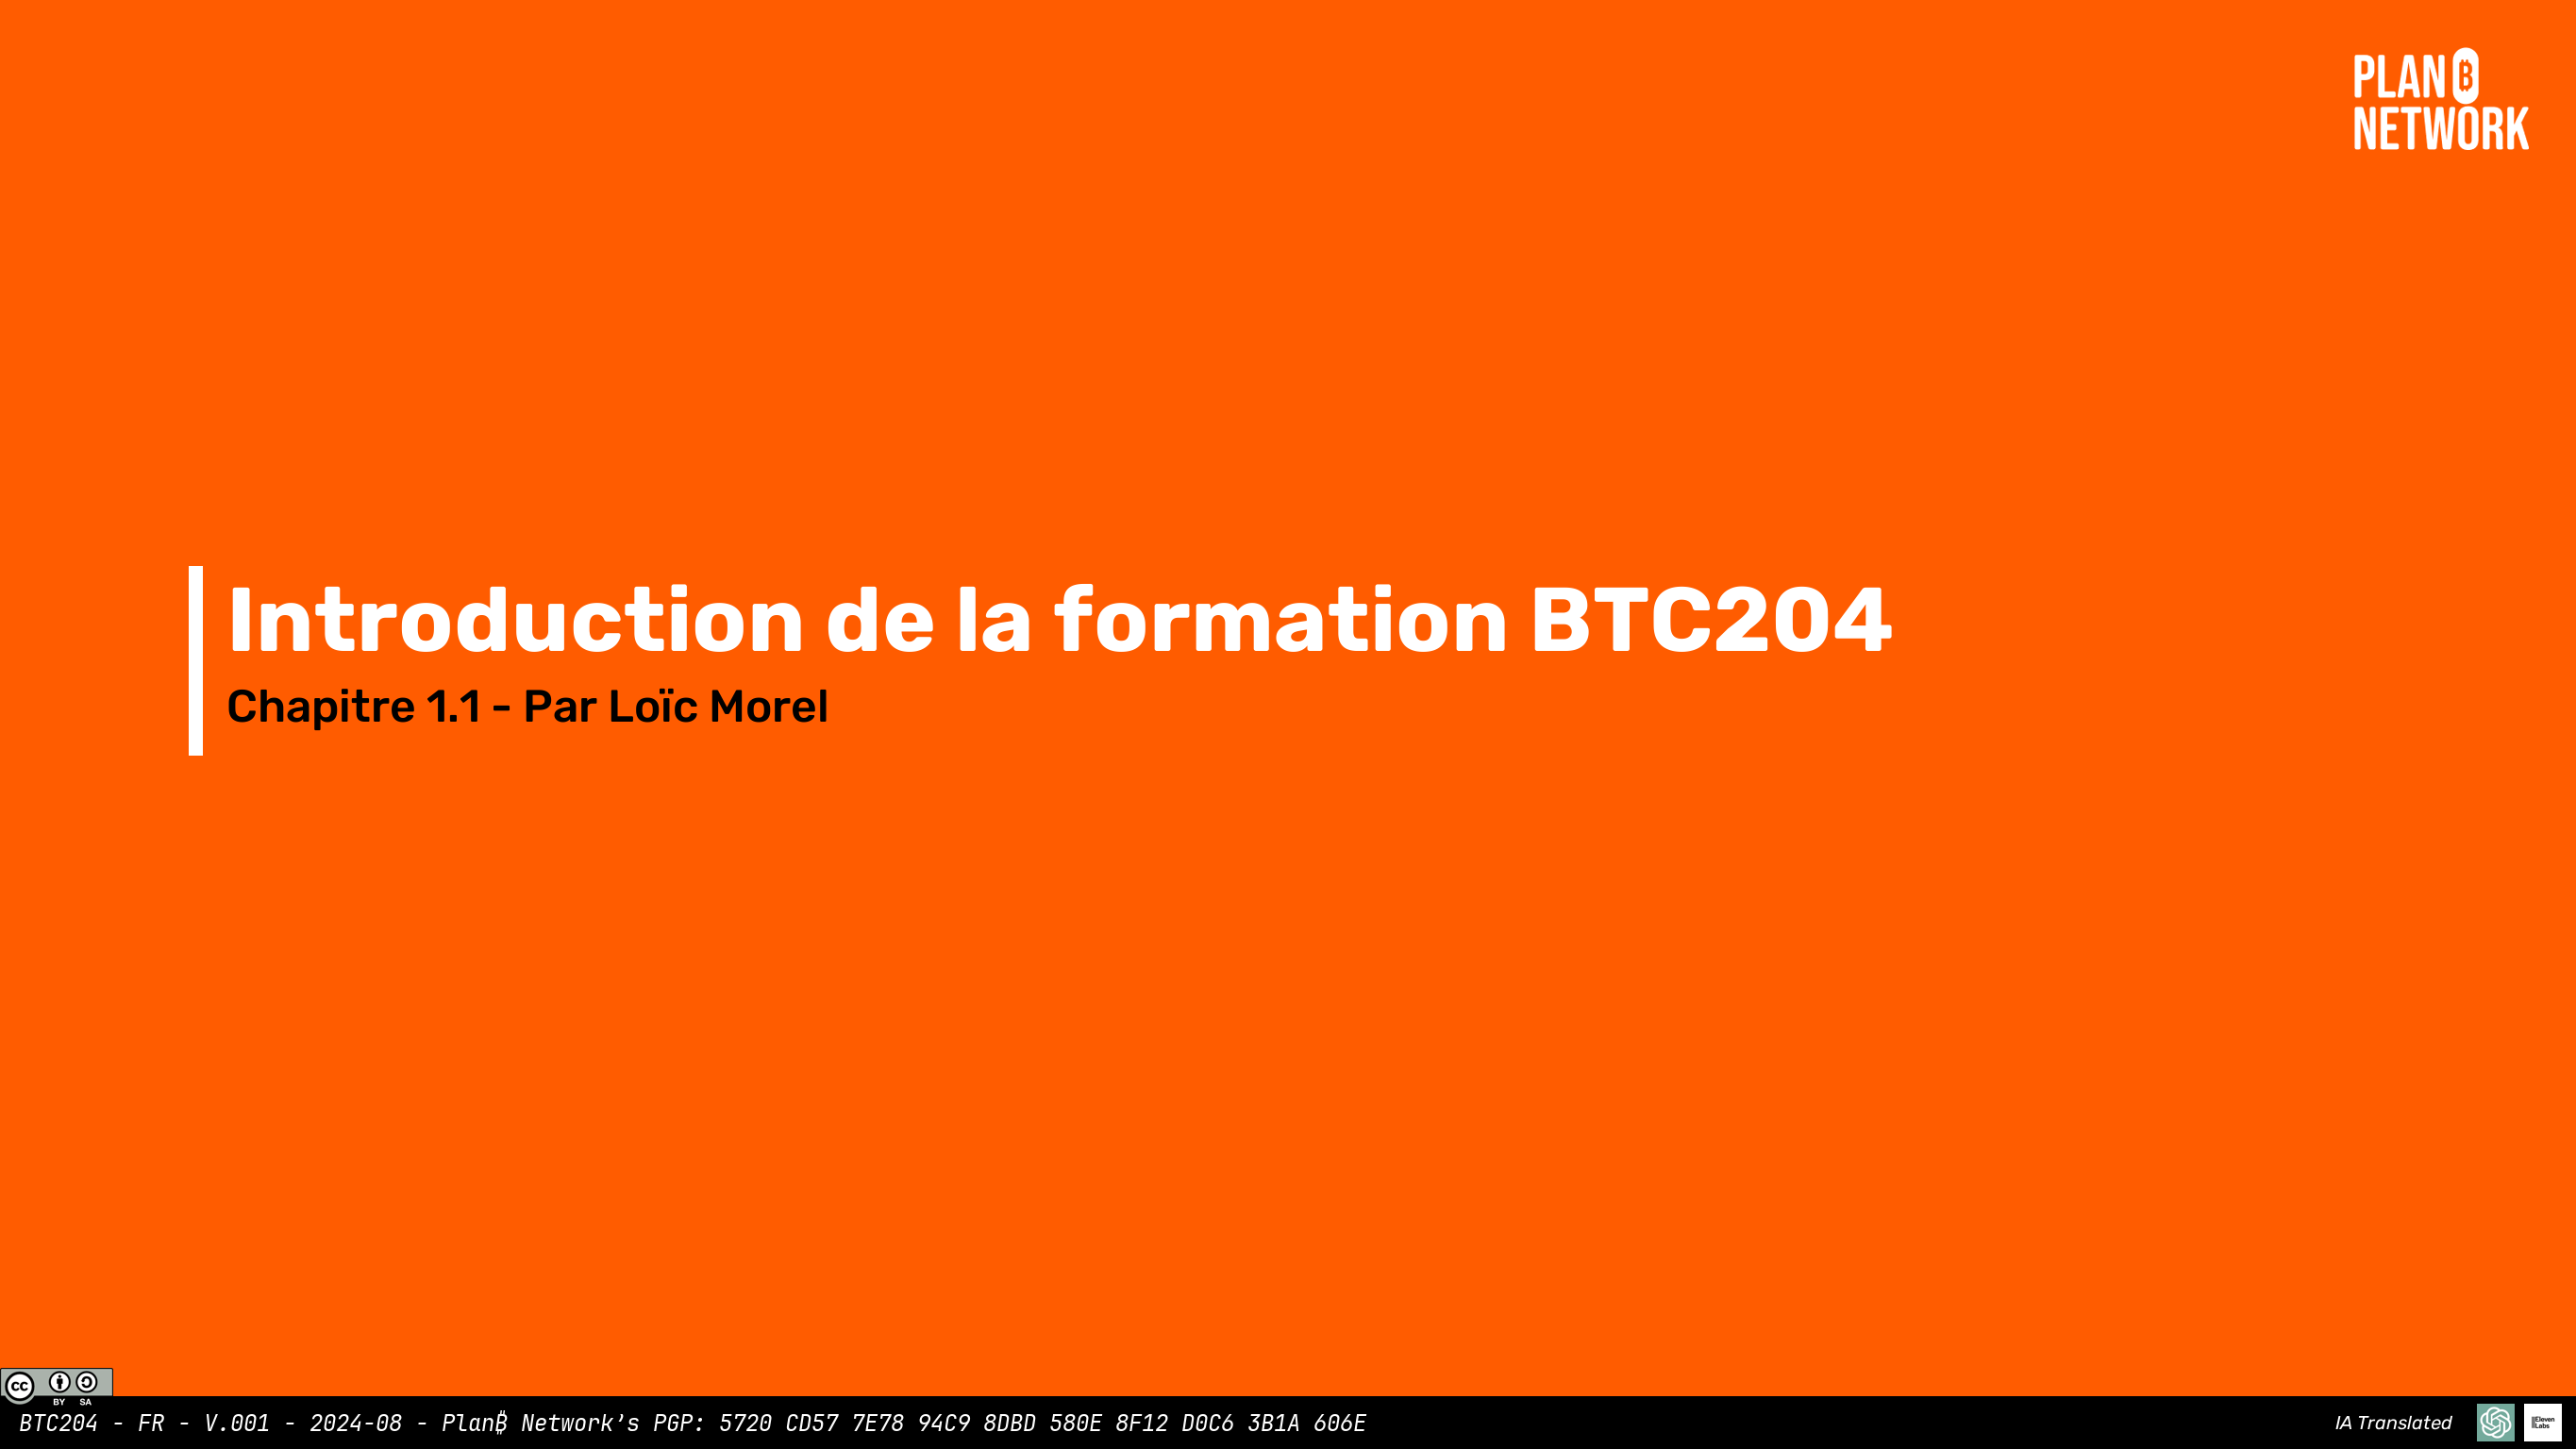 PLAN ₿
NETWORK
Introduction de la formation BTC204
Chapitre 1.1 - Par Loïc Morel
CC
BY SA
BTC204 - FR - V.001 - 2024-08 - Plan₿ Network’s PGP: 5720 CD57 7E78 94C9 8DBD 580E 8F12 D0C6 3B1A 606E
IA Translated
ElevenLabs